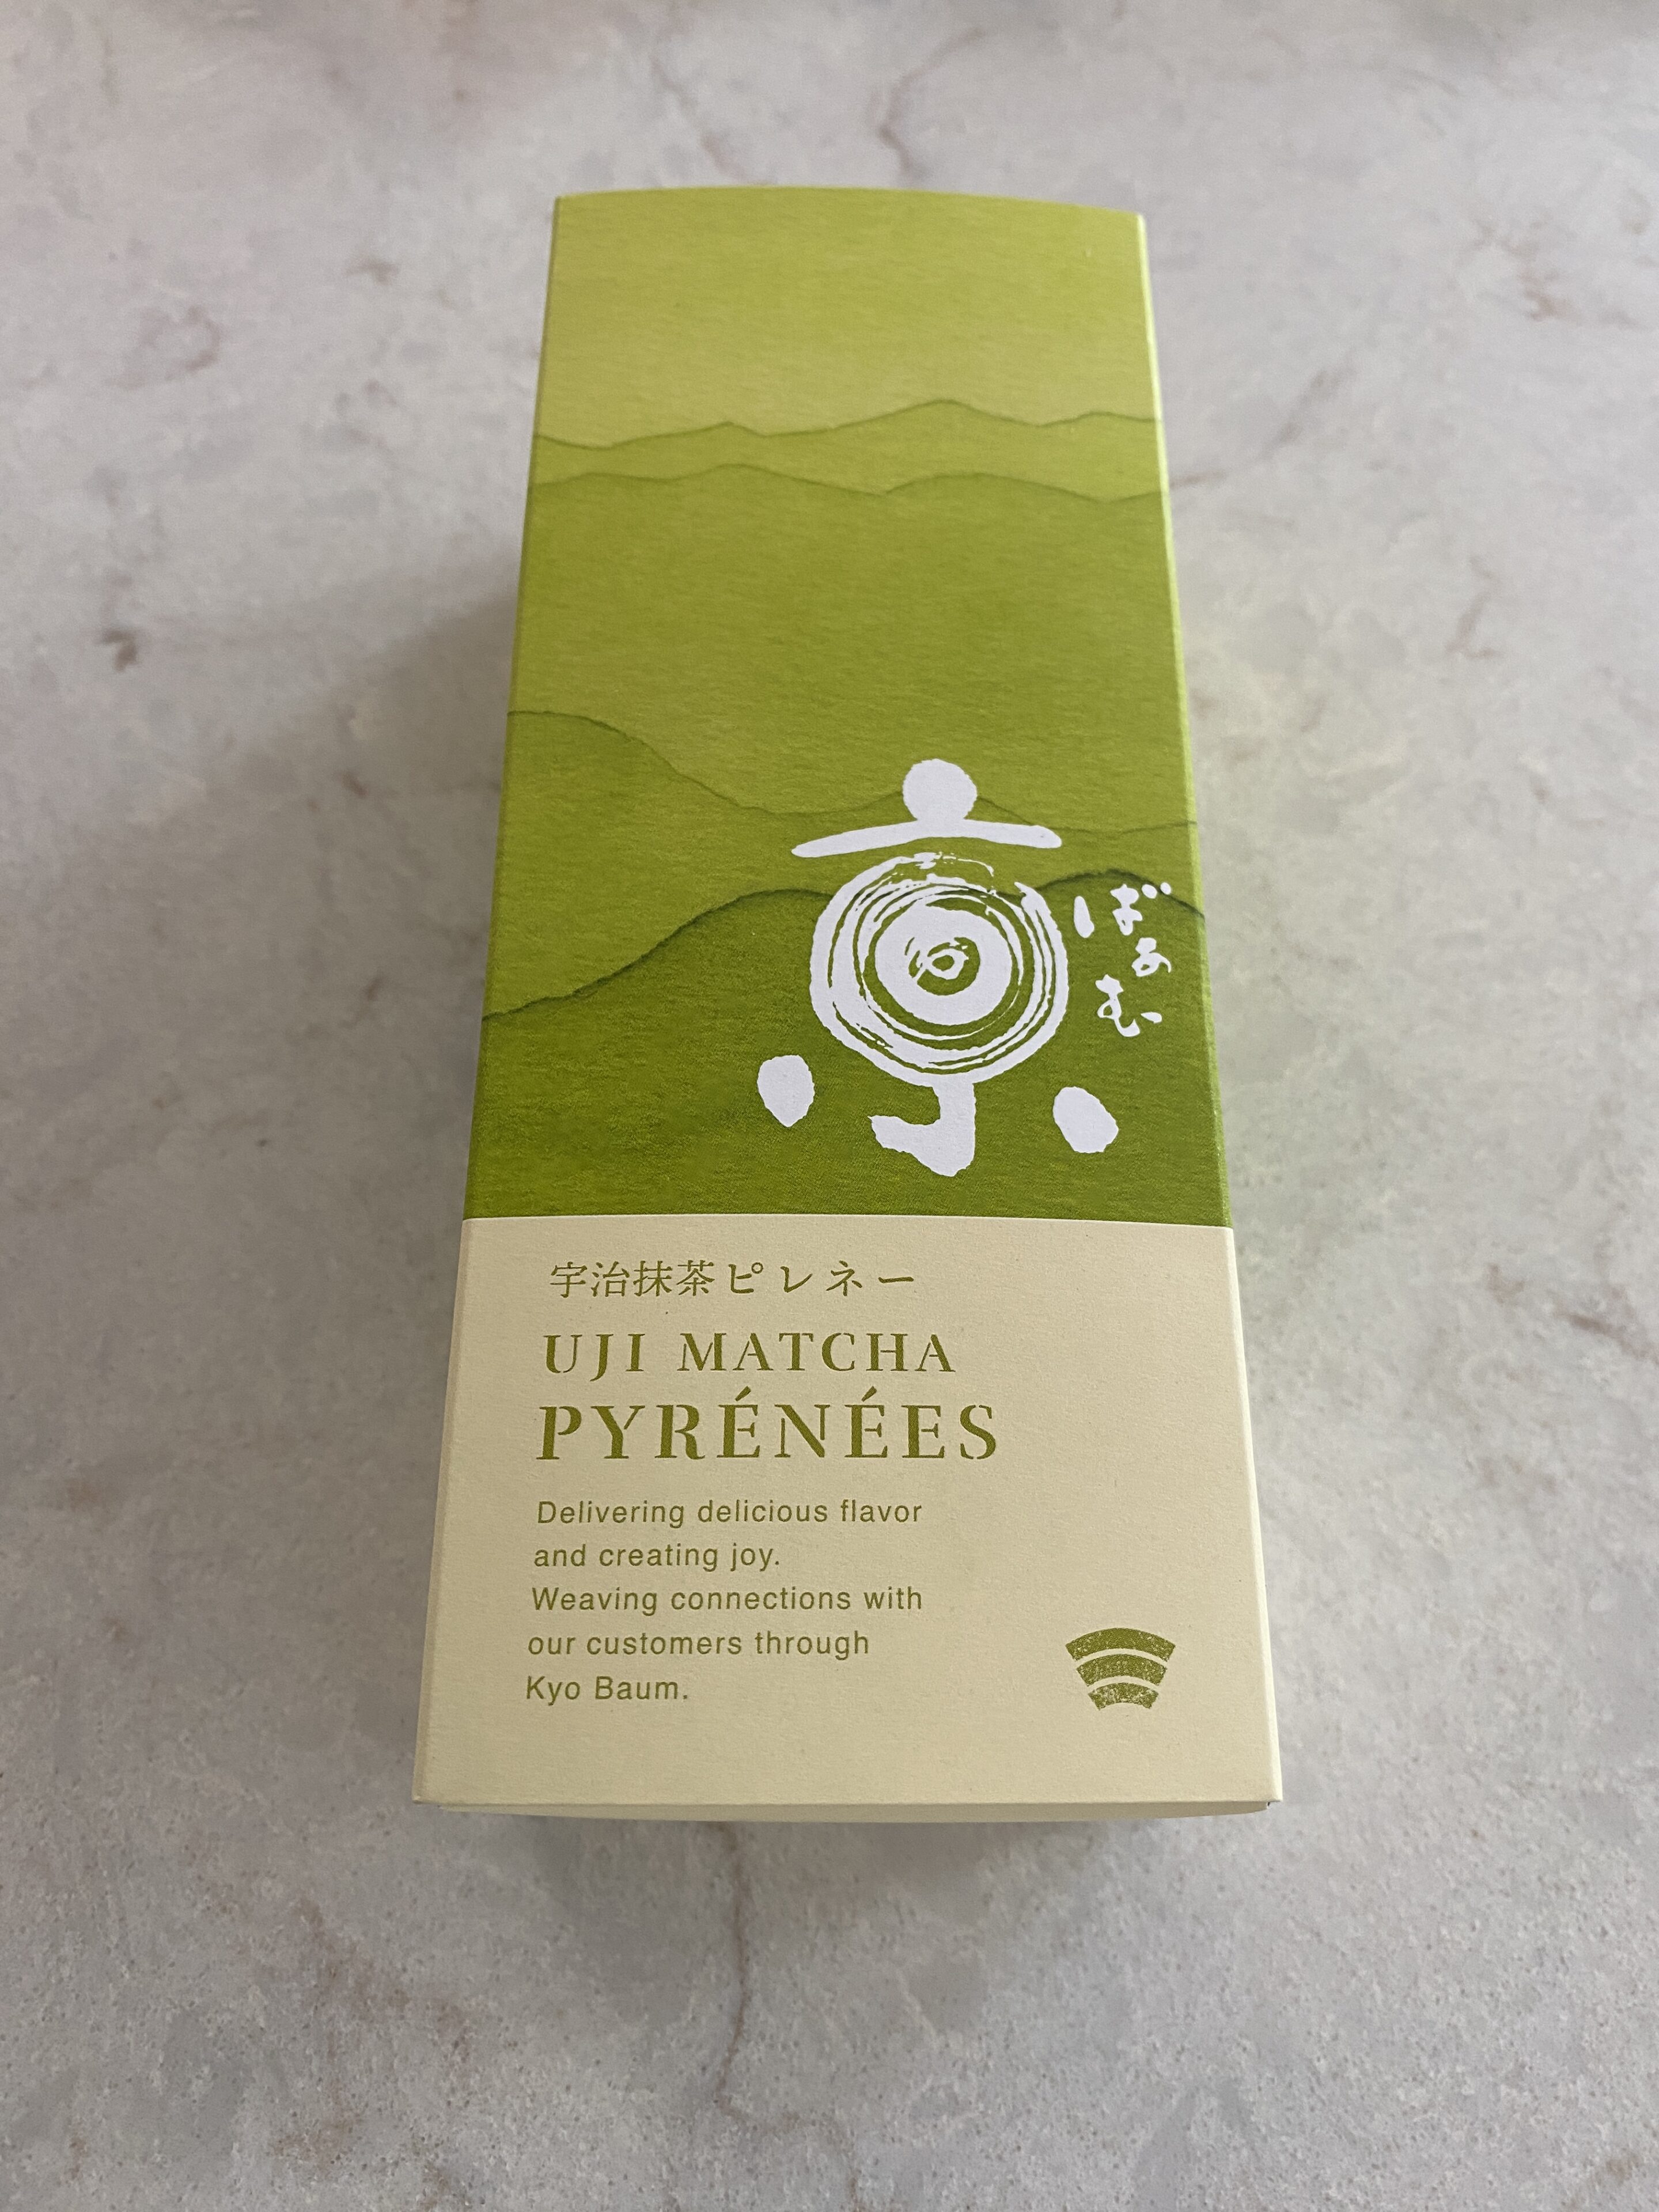 京
ばあむ
宇治抹茶ピレネー
UJI MATCHA
PYRÉNÉES
Delivering delicious flavor
and creating joy.
Weaving connections with
our customers through
Kyo Baum.